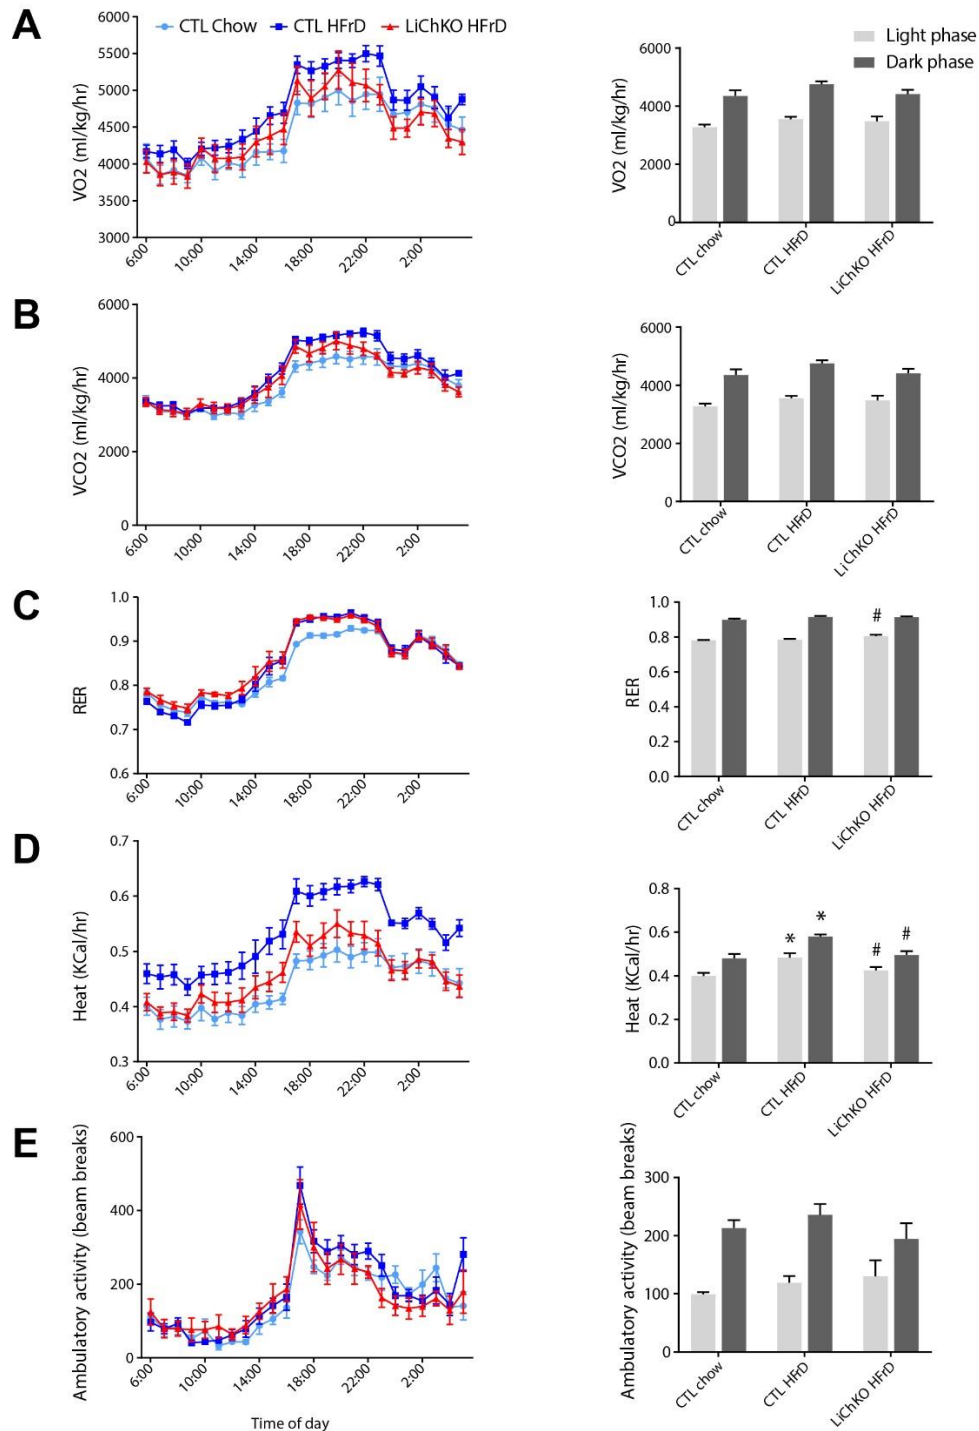 A
CTL Chow CTL HFrD LiChKO HFrD
VO2 (ml/kg/hr)
6000
5500
5000
4500
4000
3500
3000
6:00 10:00 14:00 18:00 22:00 2:00
Light phase
Dark phase
VO2 (ml/kg/hr)
6000
4000
2000
0
CTL chow CTL HFrD LiChKO HFrD
B
VCO2 (ml/kg/hr)
6000
4000
2000
0
6:00 10:00 14:00 18:00 22:00 2:00
VCO2 (ml/kg/hr)
6000
4000
2000
0
CTL chow CTL HFrD LiChKO HFrD
C
RER
1.0
0.9
0.8
0.7
0.6
6:00 10:00 14:00 18:00 22:00 2:00
RER
1.0
0.8
0.6
0.4
0.2
0.0
#
CTL chow CTL HFrD LiChKO HFrD
D
Heat (KCal/hr)
0.7
0.6
0.5
0.4
0.3
6:00 10:00 14:00 18:00 22:00 2:00
Heat (KCal/hr)
0.8
0.6
0.4
0.2
0.0
* * # #
CTL chow CTL HFrD LiChKO HFrD
E
Ambulatory activity (beam breaks)
600
400
200
0
6:00 10:00 14:00 18:00 22:00 2:00
Time of day
Ambulatory activity (beam breaks)
300
200
100
0
CTL chow CTL HFrD LiChKO HFrD